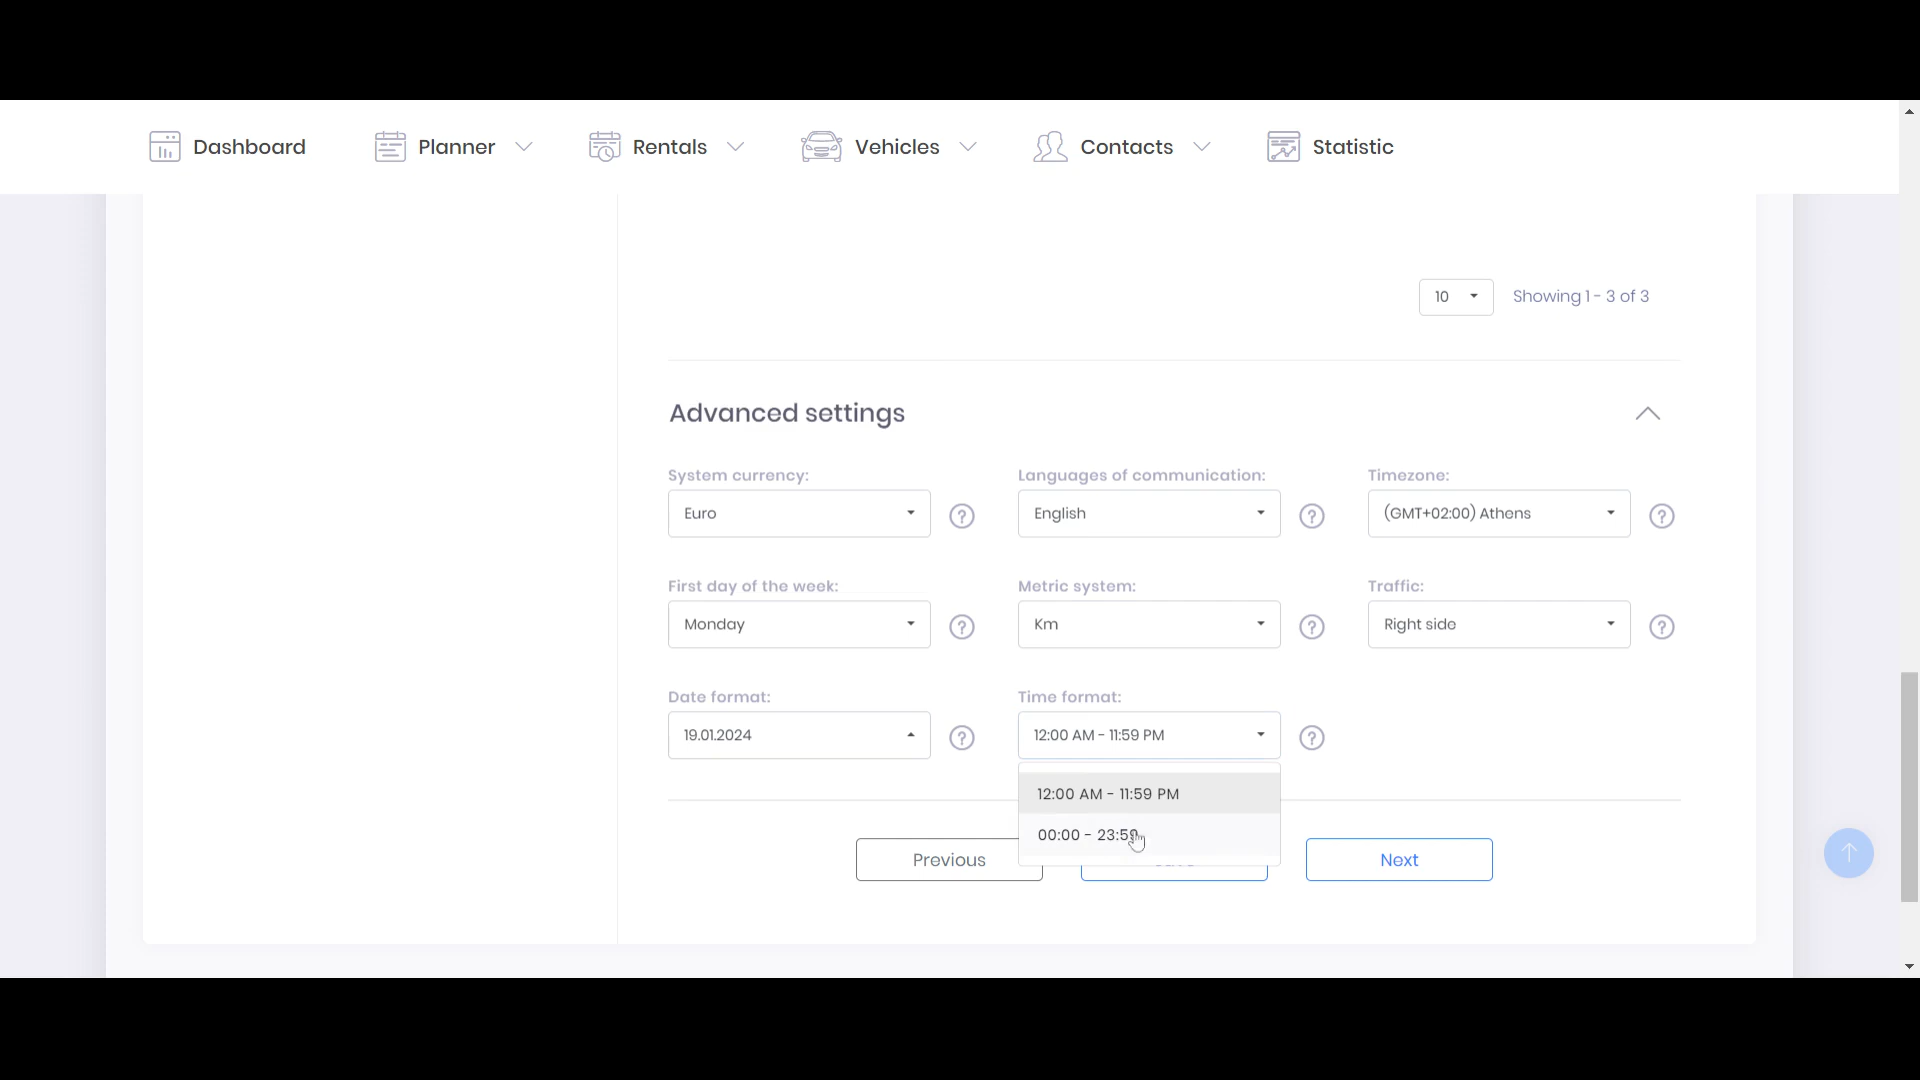 Dashboard Planner Rentals Vehicles Contacts Statistic
10 Showing 1 - 3 of 3
Advanced settings
System currency: Languages of communication: Timezone:
Euro English (GMT+02:00) Athens
First day of the week: Metric system: Traffic:
Monday Km Right side
Date format: Time format:
19.01.2024 12:00 AM - 11:59 PM
12:00 AM - 11:59 PM
00:00 - 23:59
Previous Next